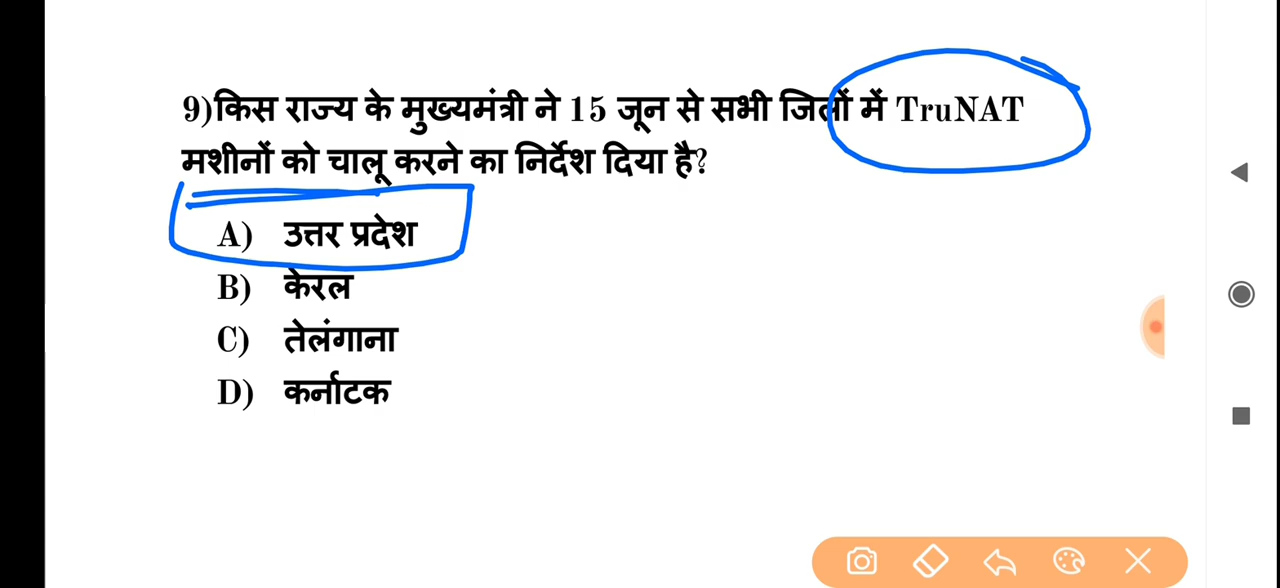 9)किस राज्य के मुख्यमंत्री ने 15 जून से सभी जिलों में TruNAT
मशीनों को चालू करने का निर्देश दिया है?
A) उत्तर प्रदेश
B) केरल
C) तेलंगाना
D) कर्नाटक